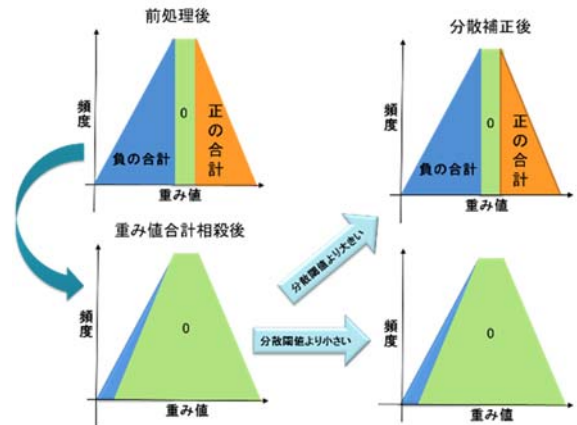 前処理後
頻度
負の合計
0
正の合計
重み値
分散補正後
頻度
負の合計
0
正の合計
重み値
重み値合計相殺後
頻度
0
重み値
分散閾値より大きい
分散閾値より小さい
頻度
0
重み値